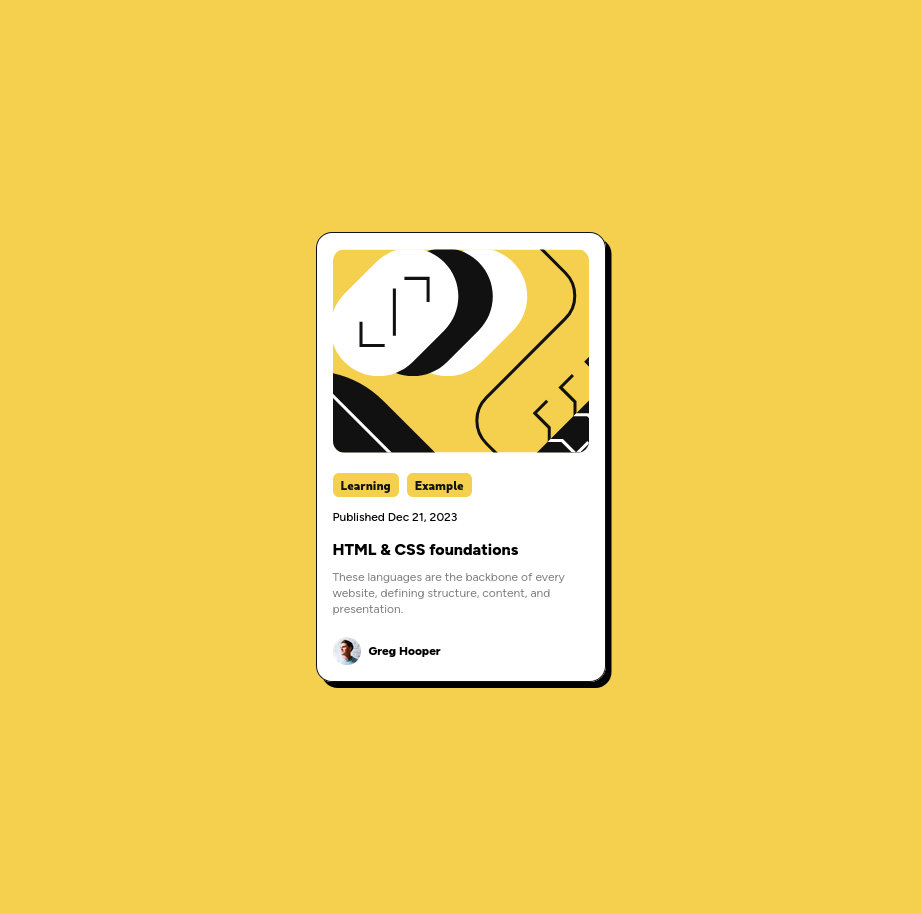 Learning Example
Published Dec 21, 2023
HTML & CSS foundations
These languages are the backbone of every
website, defining structure, content, and
presentation.
Greg Hooper